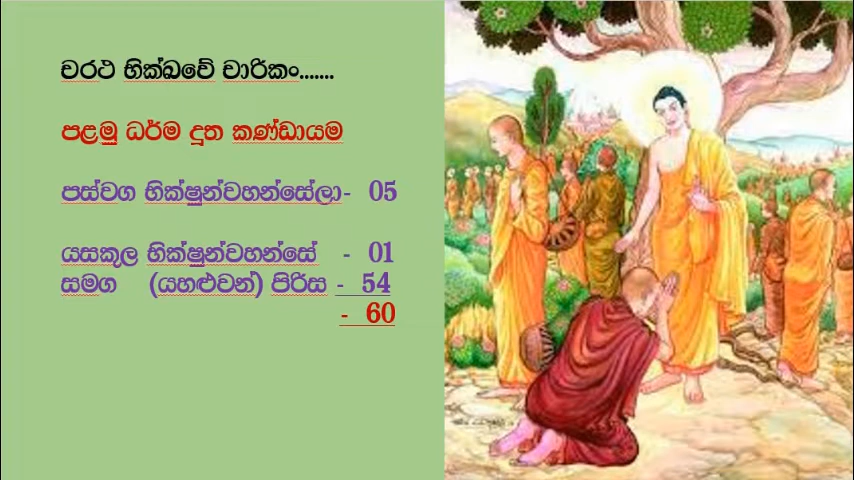 චරථ භික්ඛවේ චාරිකං.......
පළමු ධර්ම දූත කණ්ඩායම
පස්වග භික්ෂුන්වහන්සේලා- 05
යසකුල භික්ෂුන්වහන්සේ - 01
සමග (යහළුවන්) පිරිස - 54
- 60